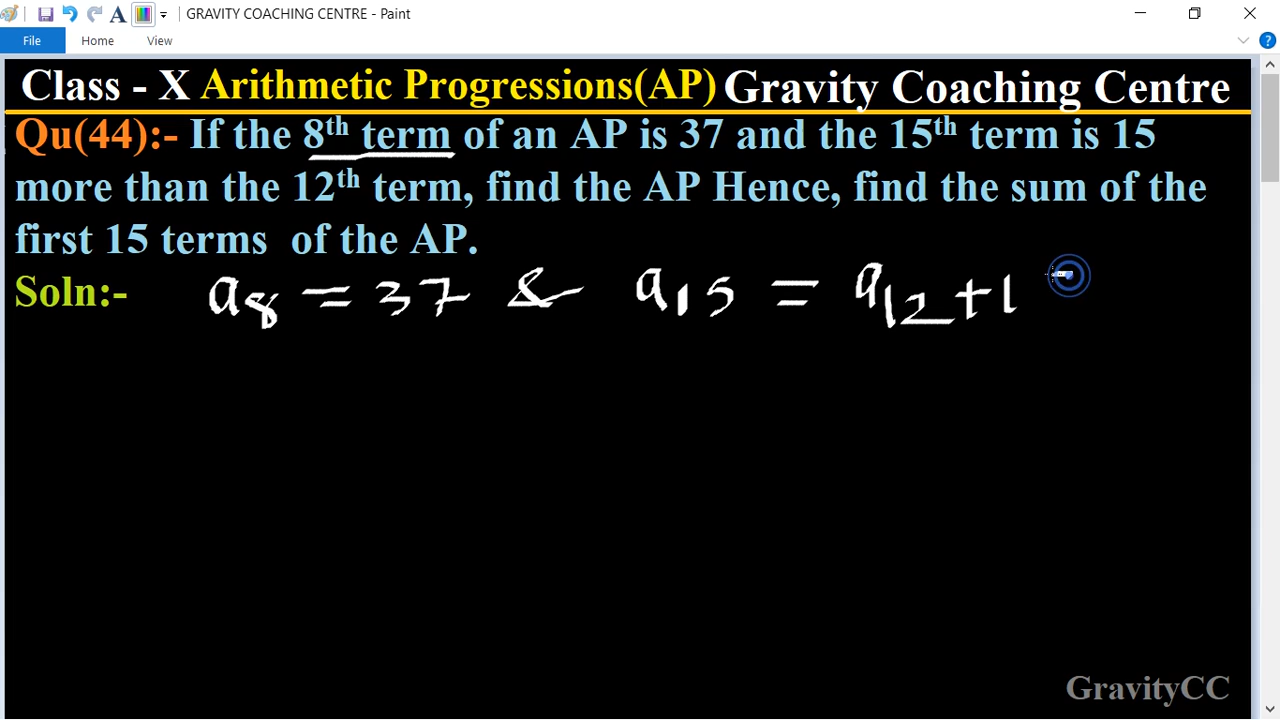 GRAVITY COACHING CENTRE - Paint
File Home View
Class - X Arithmetic Progressions(AP) Gravity Coaching Centre
Qu(44):- If the 8th term of an AP is 37 and the 15th term is 15
more than the 12th term, find the AP Hence, find the sum of the
first 15 terms of the AP.
Soln:- a8 = 37 & a15 = a12+1
GravityCC